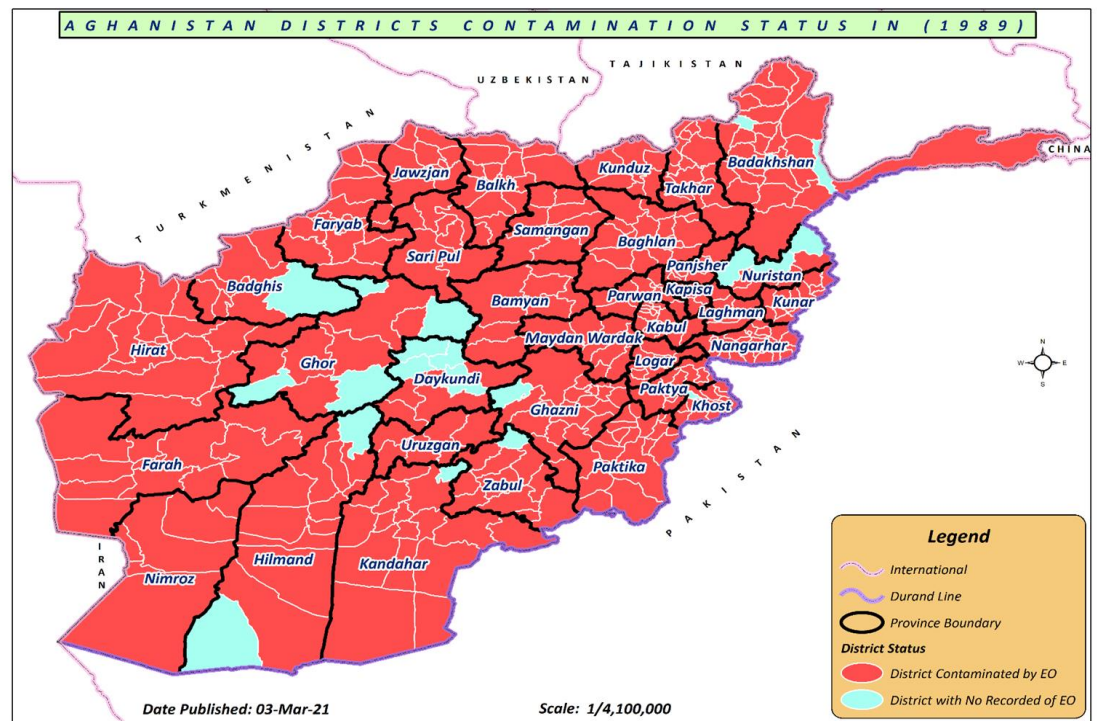 AFGHANISTAN DISTRICTS CONTAMINATION STATUS IN (1989)
TAJIKISTAN
UZBEKISTAN
TURKMENISTAN
CHINA
Jawzjan
Balkh
Kunduz
Takhar
Badakhshan
Faryab
Samangan
Baghlan
Sari Pul
Panjsher
Nuristan
Badghis
Bamyan
Parwan
Kapisa
Kunar
Laghman
Kabul
Maydan Wardak
Nangarhar
Hirat
Ghor
Logar
Daykundi
Paktya
Khost
Ghazni
Uruzgan
Farah
Paktika
Zabul
PAKISTAN
IRAN
Nimroz
Hilmand
Kandahar
N
W
E
S
Legend
International
Durand Line
Province Boundary
District Status
District Contaminated by EO
District with No Recorded of EO
Date Published: 03-Mar-21
Scale: 1/4,100,000